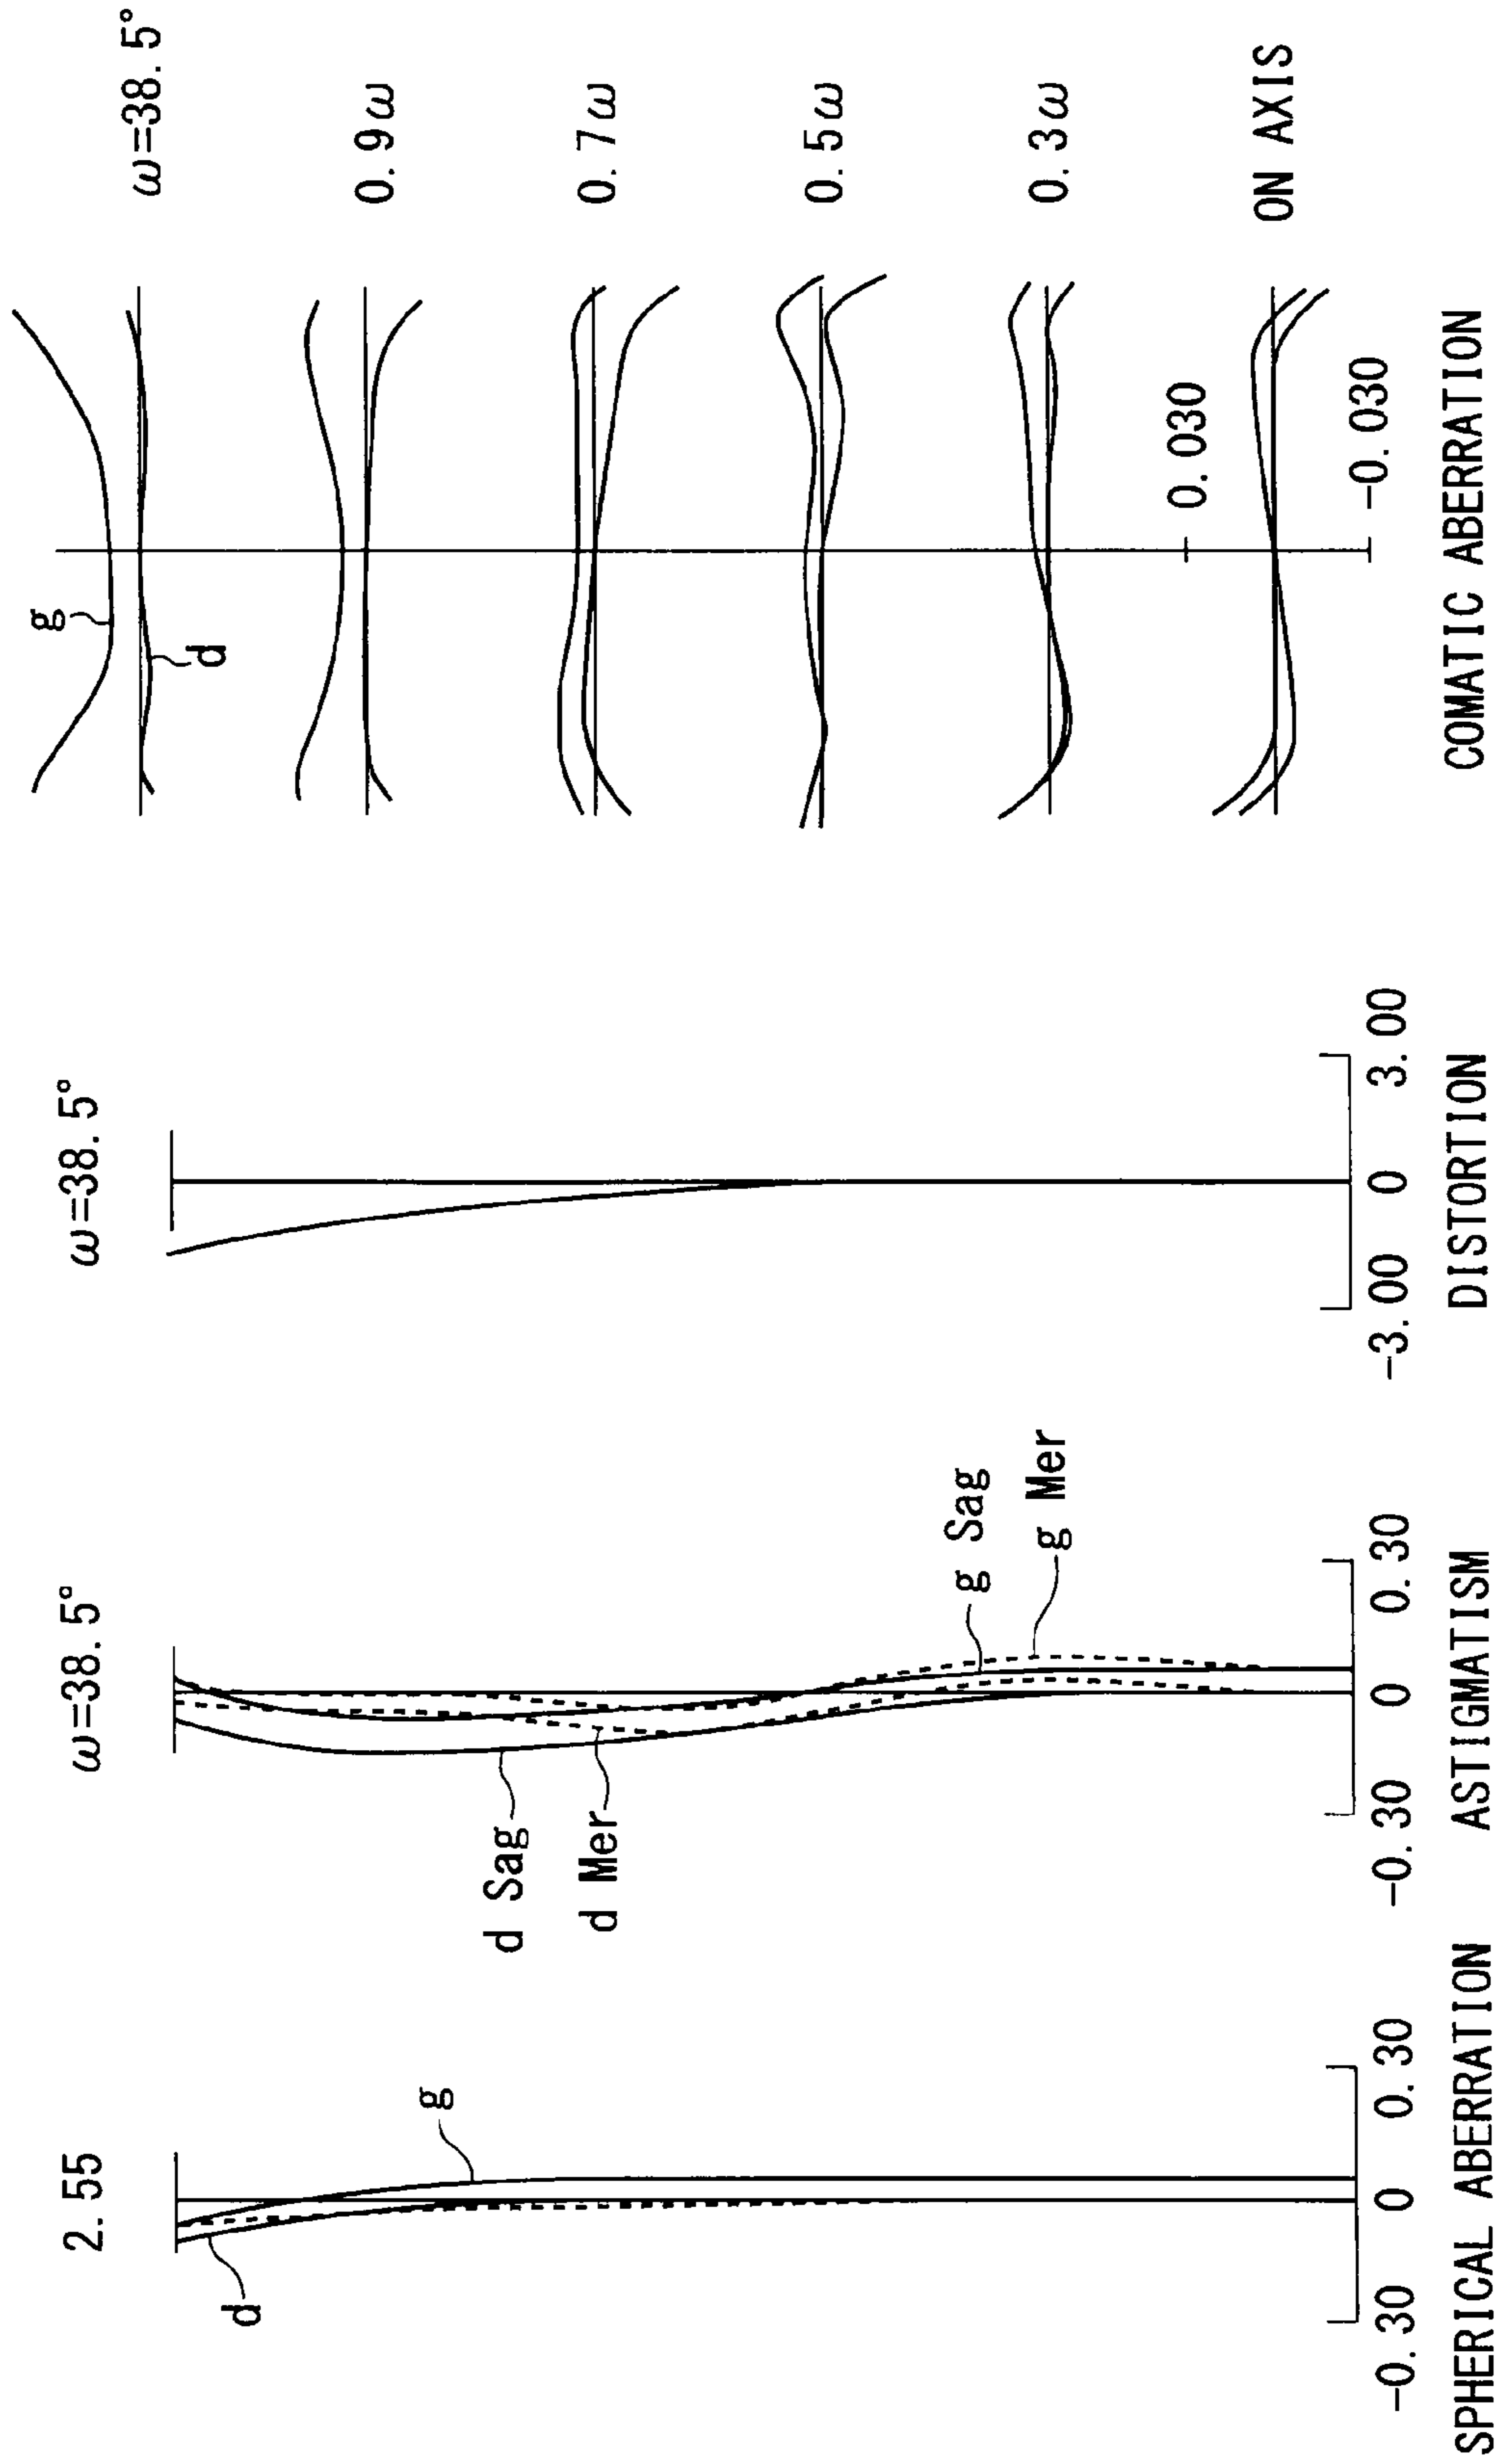 2. 55
d
g
-0. 30
0
0. 30
SPHERICAL ABERRATION
ω=38. 5°
d Sag
d Mer
g Sag
g Mer
-0. 30
0
0. 30
ASTIGMATISM
ω=38. 5°
-3. 00
0
3. 00
DISTORTION
g
d
ω=38. 5°
0. 9ω
0. 7ω
0. 5ω
0. 3ω
0. 030
ON AXIS
-0. 030
COMATIC ABERRATION